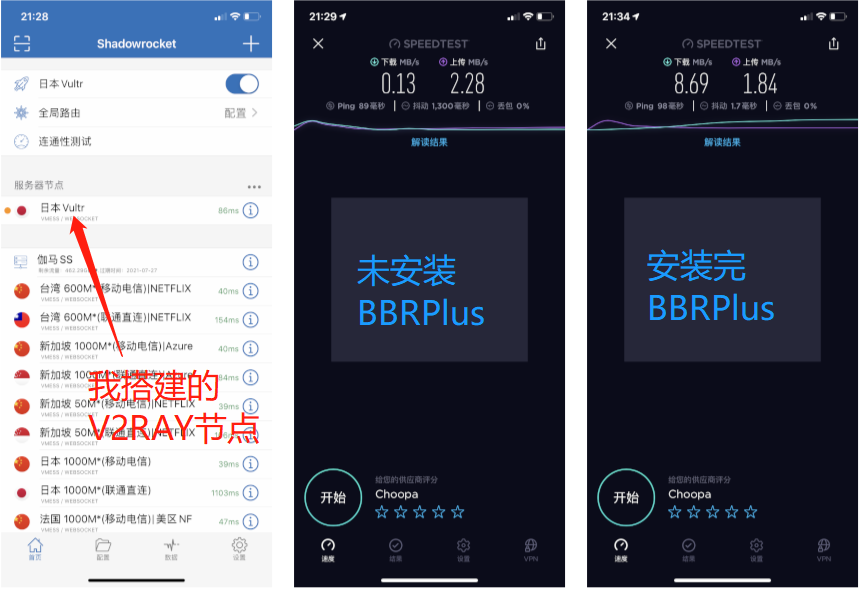 21:28
Shadowrocket
日本 Vultr
全局路由
配置
连通性测试
服务器节点
日本 Vultr
VMESS / WEBSOCKET
86ms
伽马 SS
台湾 600M*(移动电信)|NETFLIX
VMESS / WEBSOCKET
40ms
台湾 600M*(联通直连)|NETFLIX
VMESS / WEBSOCKET
154ms
新加坡 1000M*(移动电信)|Azure
VMESS / WEBSOCKET
40ms
新加坡 1000M*(联通直连)|Azure
VMESS / WEBSOCKET
84ms
新加坡 50M*(移动电信)|NETFLIX
VMESS / WEBSOCKET
39ms
新加坡 50M*(联通直连)|NETFLIX
VMESS / WEBSOCKET
日本 1000M*(移动电信)
VMESS / WEBSOCKET
39ms
日本 1000M*(联通直连)
VMESS / WEBSOCKET
1103ms
法国 1000M*(移动电信)|美区 NF
VMESS / WEBSOCKET
47ms
首页
配置
数据
设置
我搭建的
V2RAY节点
21:29
SPEEDTEST
下载 MB/s
上传 MB/s
0.13
2.28
Ping 89毫秒
抖动 1,300毫秒
丢包 0%
解读结果
未安装
BBRPlus
开始
给您的供应商评分
Choopa
速度
结果
设置
VPN
21:34
SPEEDTEST
下载 MB/s
上传 MB/s
8.69
1.84
Ping 98毫秒
抖动 1.7毫秒
丢包 0%
解读结果
安装完
BBRPlus
开始
给您的供应商评分
Choopa
速度
结果
设置
VPN